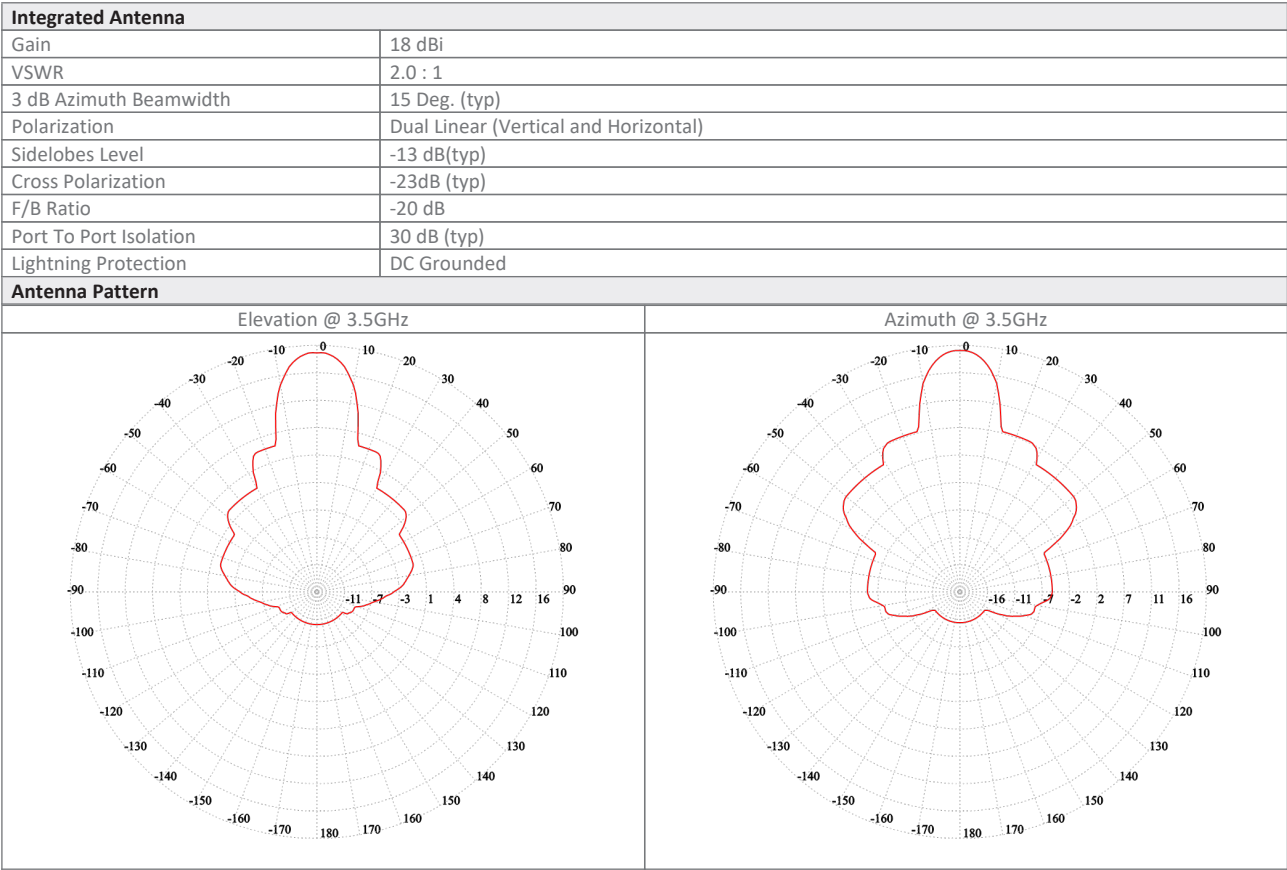 Integrated Antenna
Gain 18 dBi
VSWR 2.0 : 1
3 dB Azimuth Beamwidth 15 Deg. (typ)
Polarization Dual Linear (Vertical and Horizontal)
Sidelobes Level -13 dB(typ)
Cross Polarization -23dB (typ)
F/B Ratio -20 dB
Port To Port Isolation 30 dB (typ)
Lightning Protection DC Grounded
Antenna Pattern
Elevation @ 3.5GHz
-10 0 10
-20 20
-30 30
-40 40
-50 50
-60 60
-70 70
-80 80
-90 -11 -7 -3 1 4 8 12 16 90
-100 100
-110 110
-120 120
-130 130
-140 140
-150 150
-160 160
-170 180 170
Azimuth @ 3.5GHz
-10 0 10
-20 20
-30 30
-40 40
-50 50
-60 60
-70 70
-80 80
-90 -16 -11 -7 -2 2 7 11 16 90
-100 100
-110 110
-120 120
-130 130
-140 140
-150 150
-160 160
-170 180 170